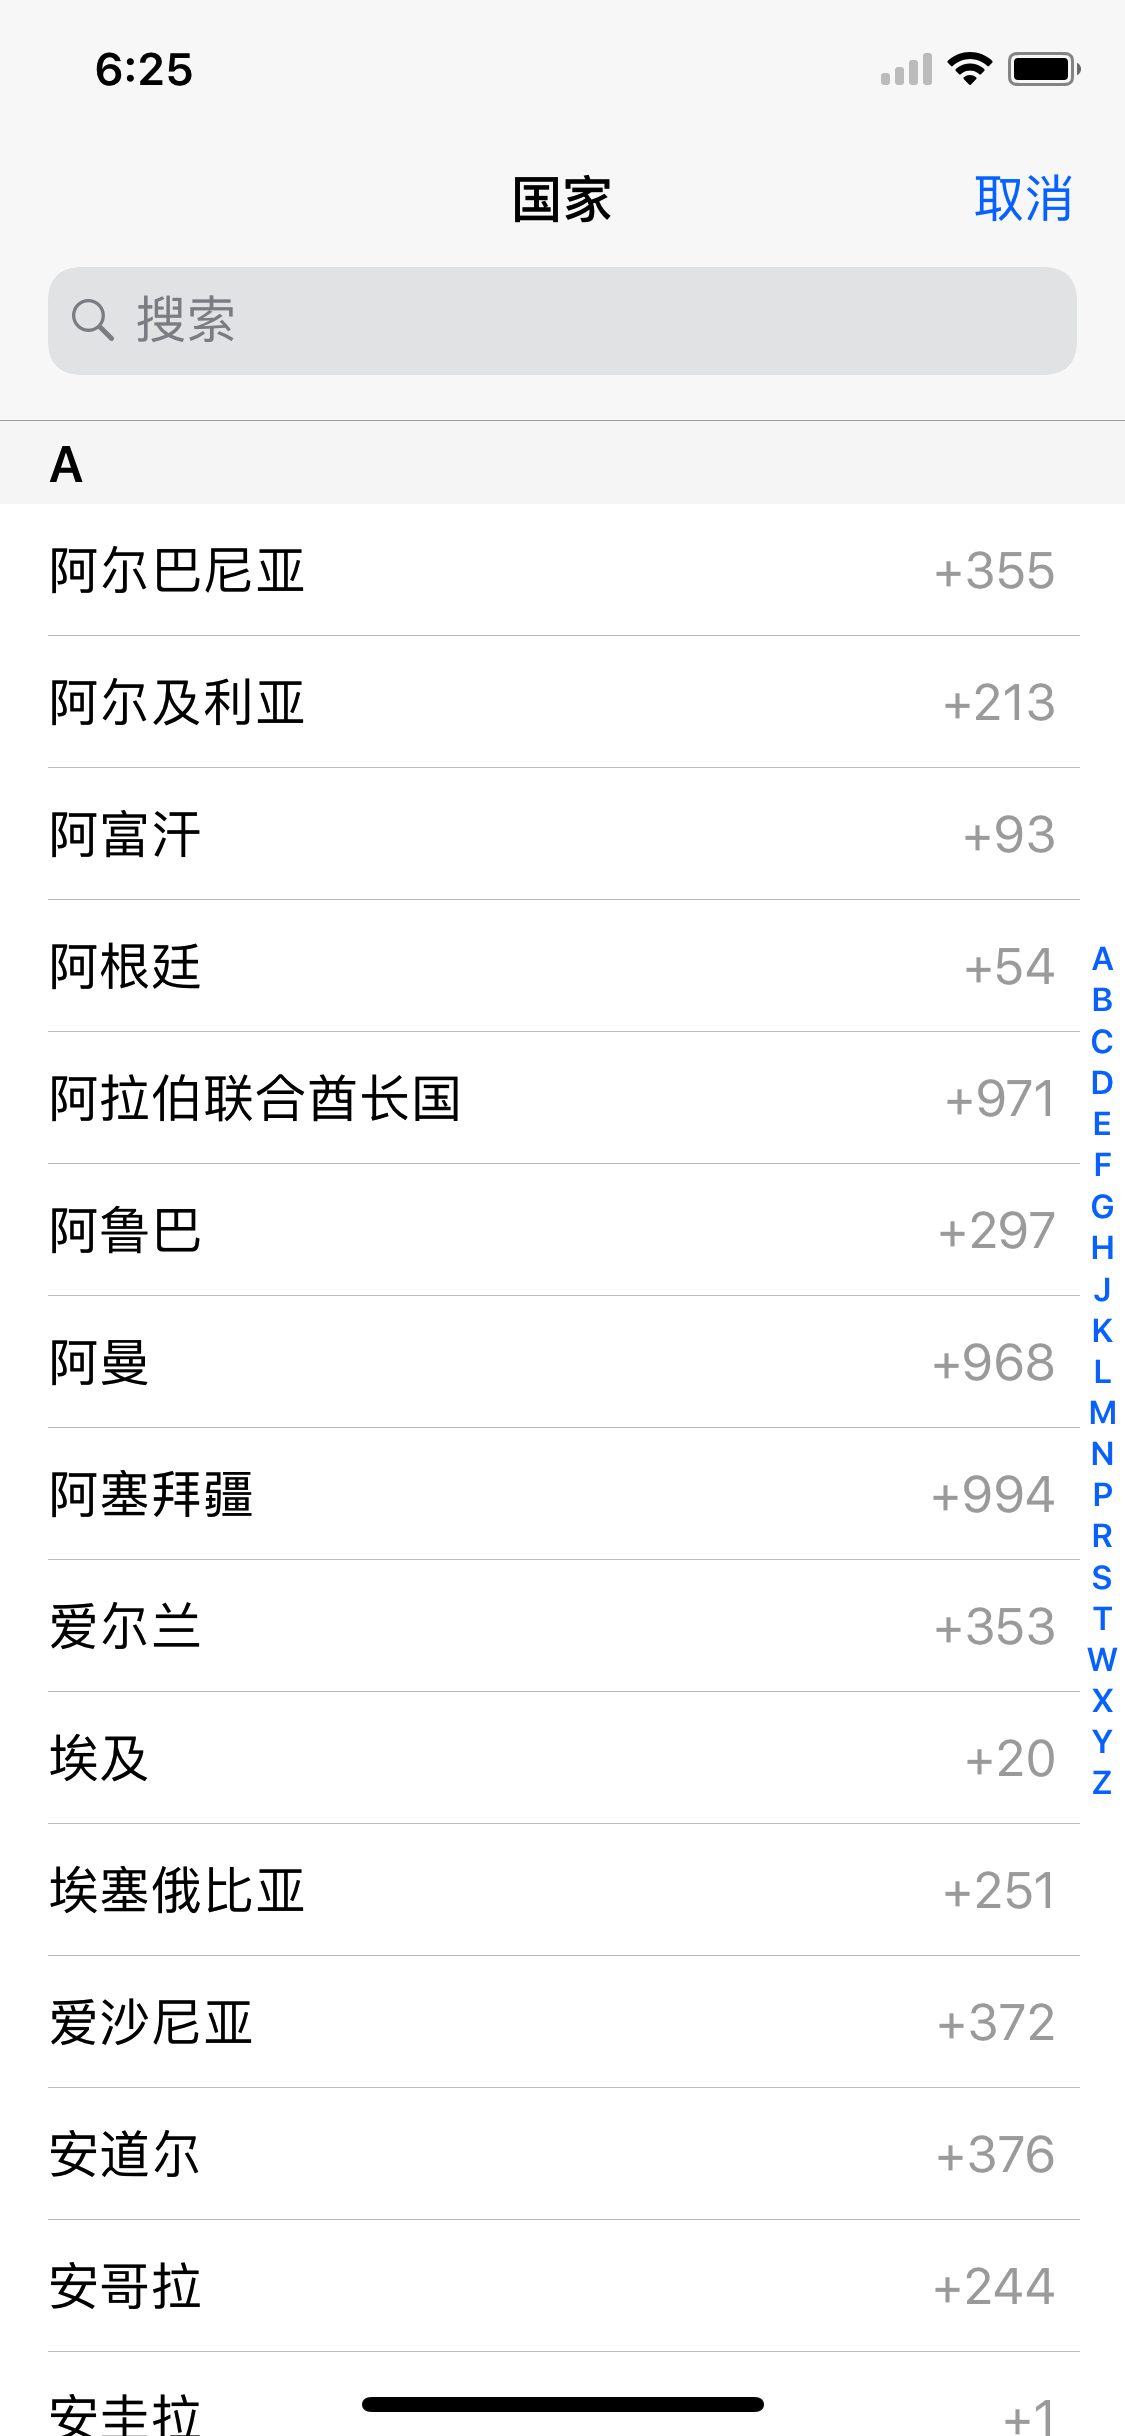 6:25
国家
取消
搜索
A
阿尔巴尼亚 +355
阿尔及利亚 +213
阿富汗 +93
阿根廷 +54
阿拉伯联合酋长国 +971
阿鲁巴 +297
阿曼 +968
阿塞拜疆 +994
爱尔兰 +353
埃及 +20
埃塞俄比亚 +251
爱沙尼亚 +372
安道尔 +376
安哥拉 +244
安圭拉 +1
A
B
C
D
E
F
G
H
J
K
L
M
N
P
R
S
T
W
X
Y
Z